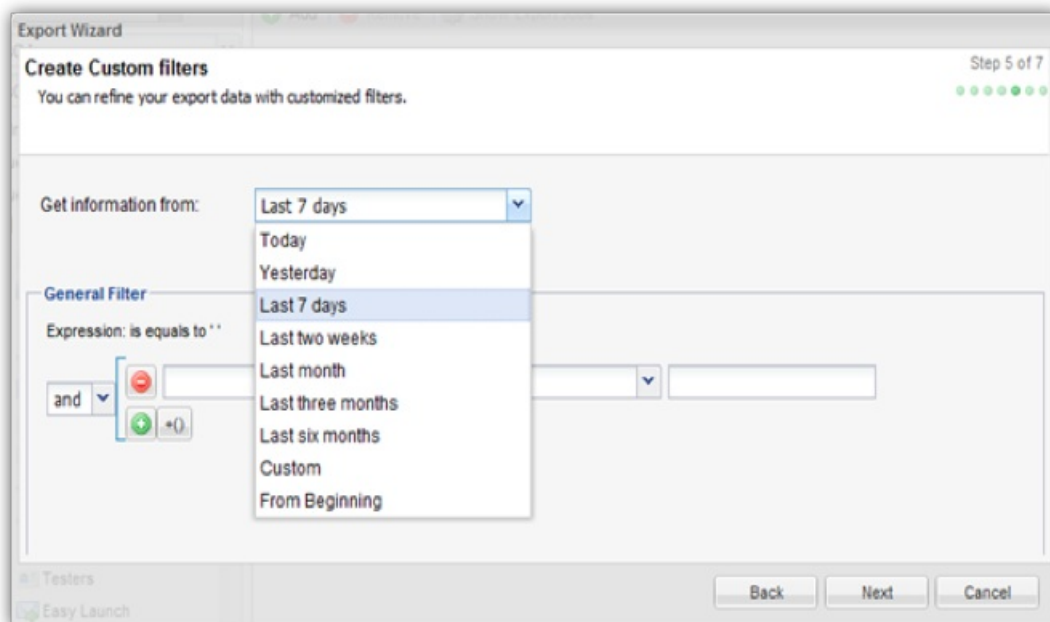 Add Remove
Export Wizard
Create Custom filters
Step 5 of 7
You can refine your export data with customized filters.
Get information from:
Last 7 days
Today
Yesterday
Last 7 days
Last two weeks
Last month
Last three months
Last six months
Custom
From Beginning
General Filter
Expression: is equals to ' '
and
+()
Testers
Easy Launch
Back Next Cancel